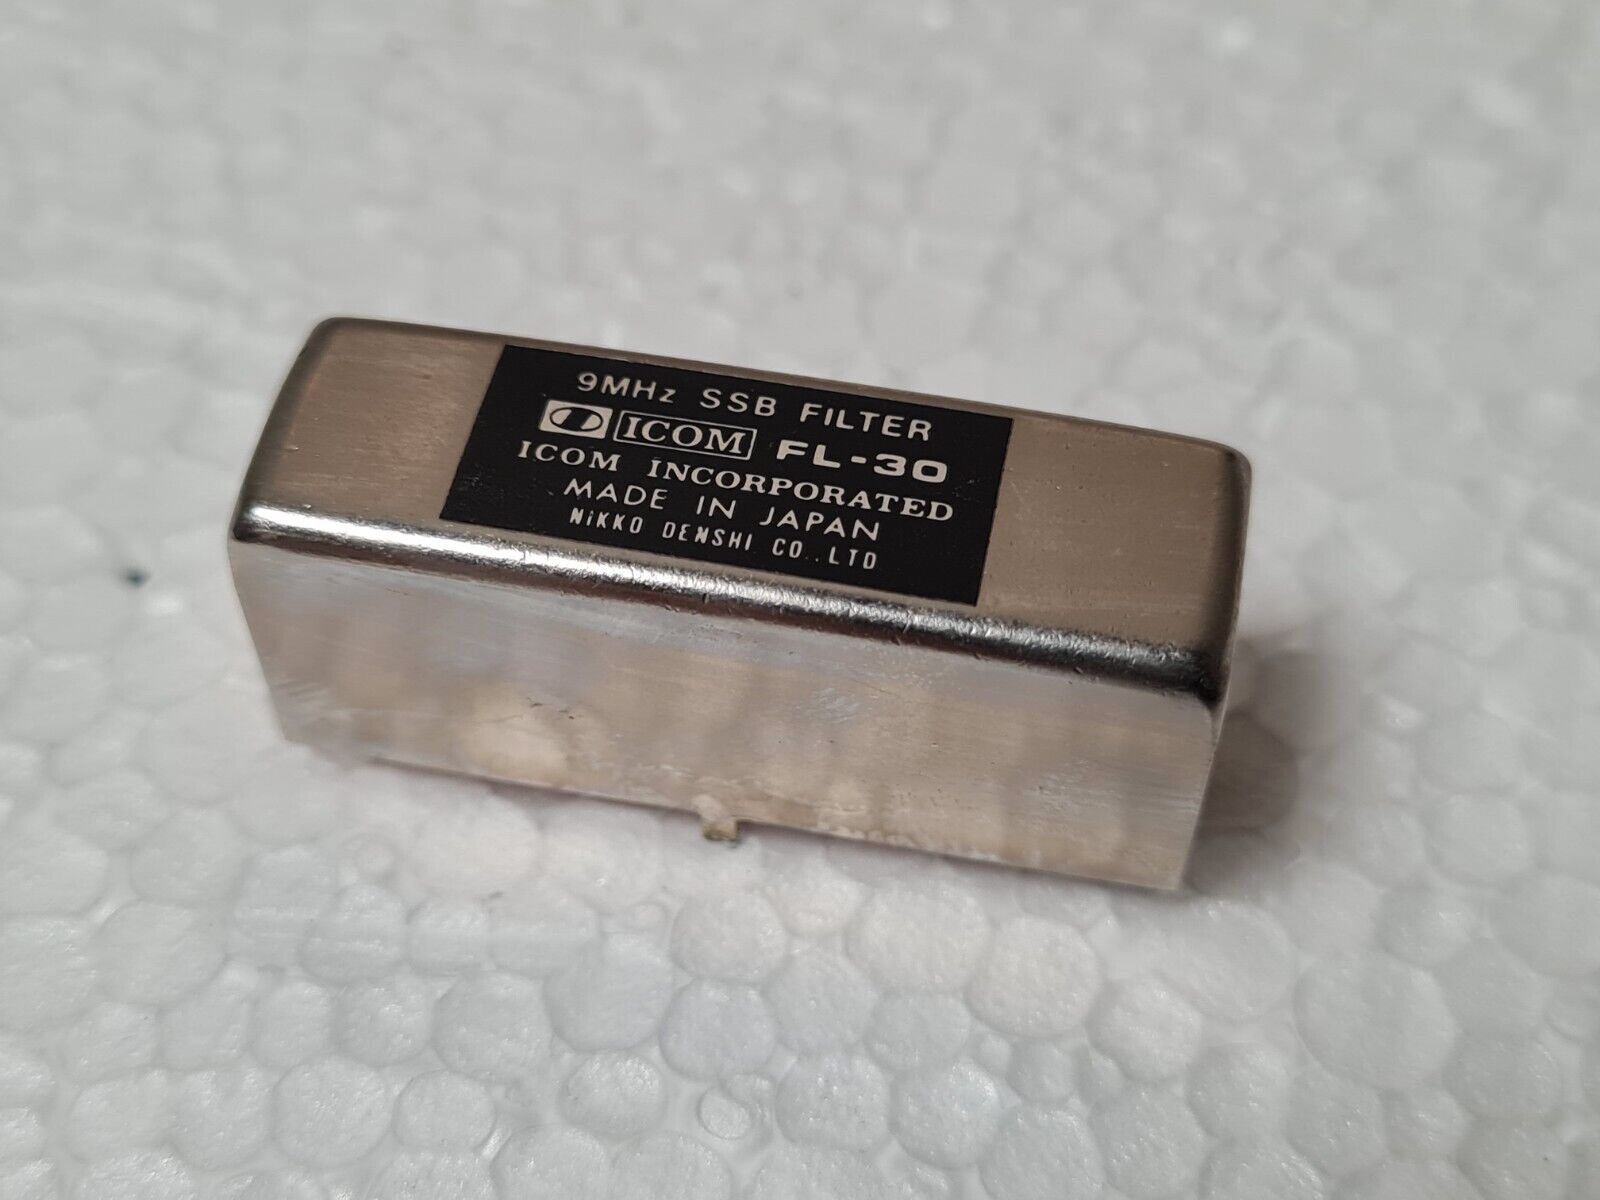 9MHz SSB FILTER
ICOM FL-30
ICOM INCORPORATED
MADE IN JAPAN
NiKKO DENSHI CO.,LTD